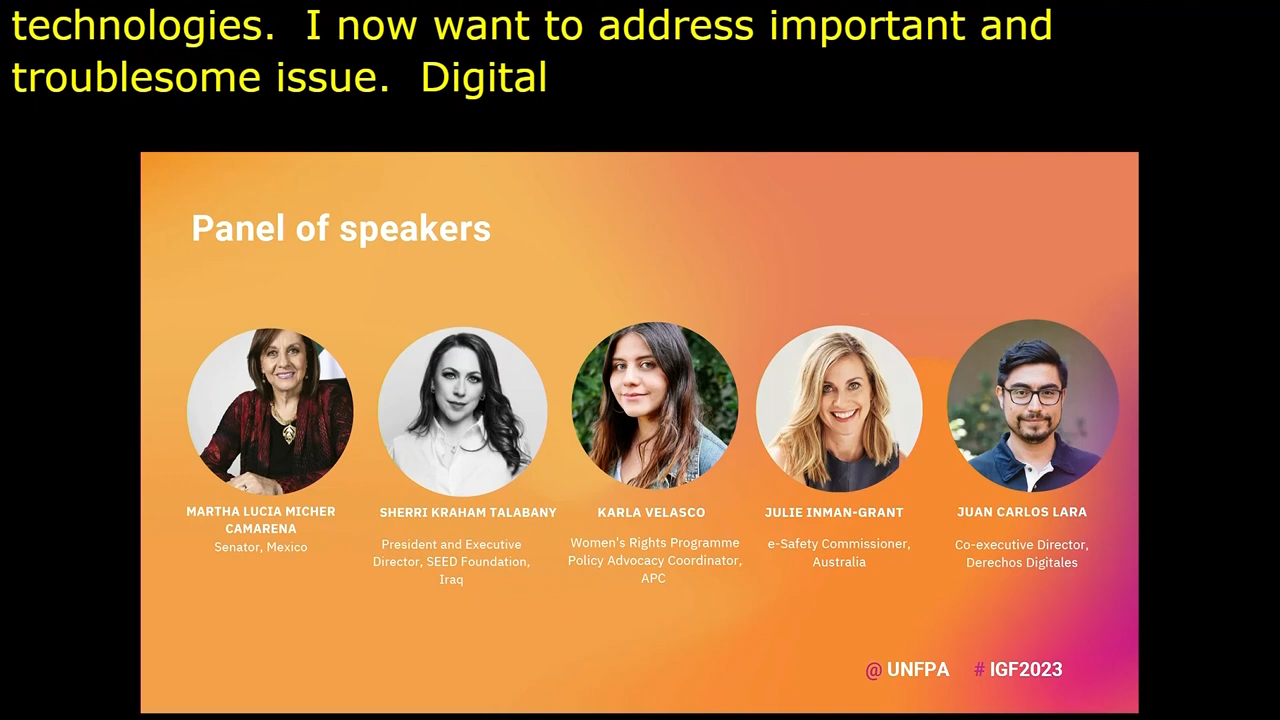 technologies.  I now want to address important and
troublesome issue.  Digital
Panel of speakers
MARTHA LUCIA MICHER
CAMARENA
Senator, Mexico
SHERRI KRAHAM TALABANY
President and Executive
Director, SEED Foundation,
Iraq
KARLA VELASCO
Women's Rights Programme
Policy Advocacy Coordinator,
APC
JULIE INMAN-GRANT
e-Safety Commissioner,
Australia
JUAN CARLOS LARA
Co-executive Director,
Derechos Digitales
@ UNFPA # IGF2023